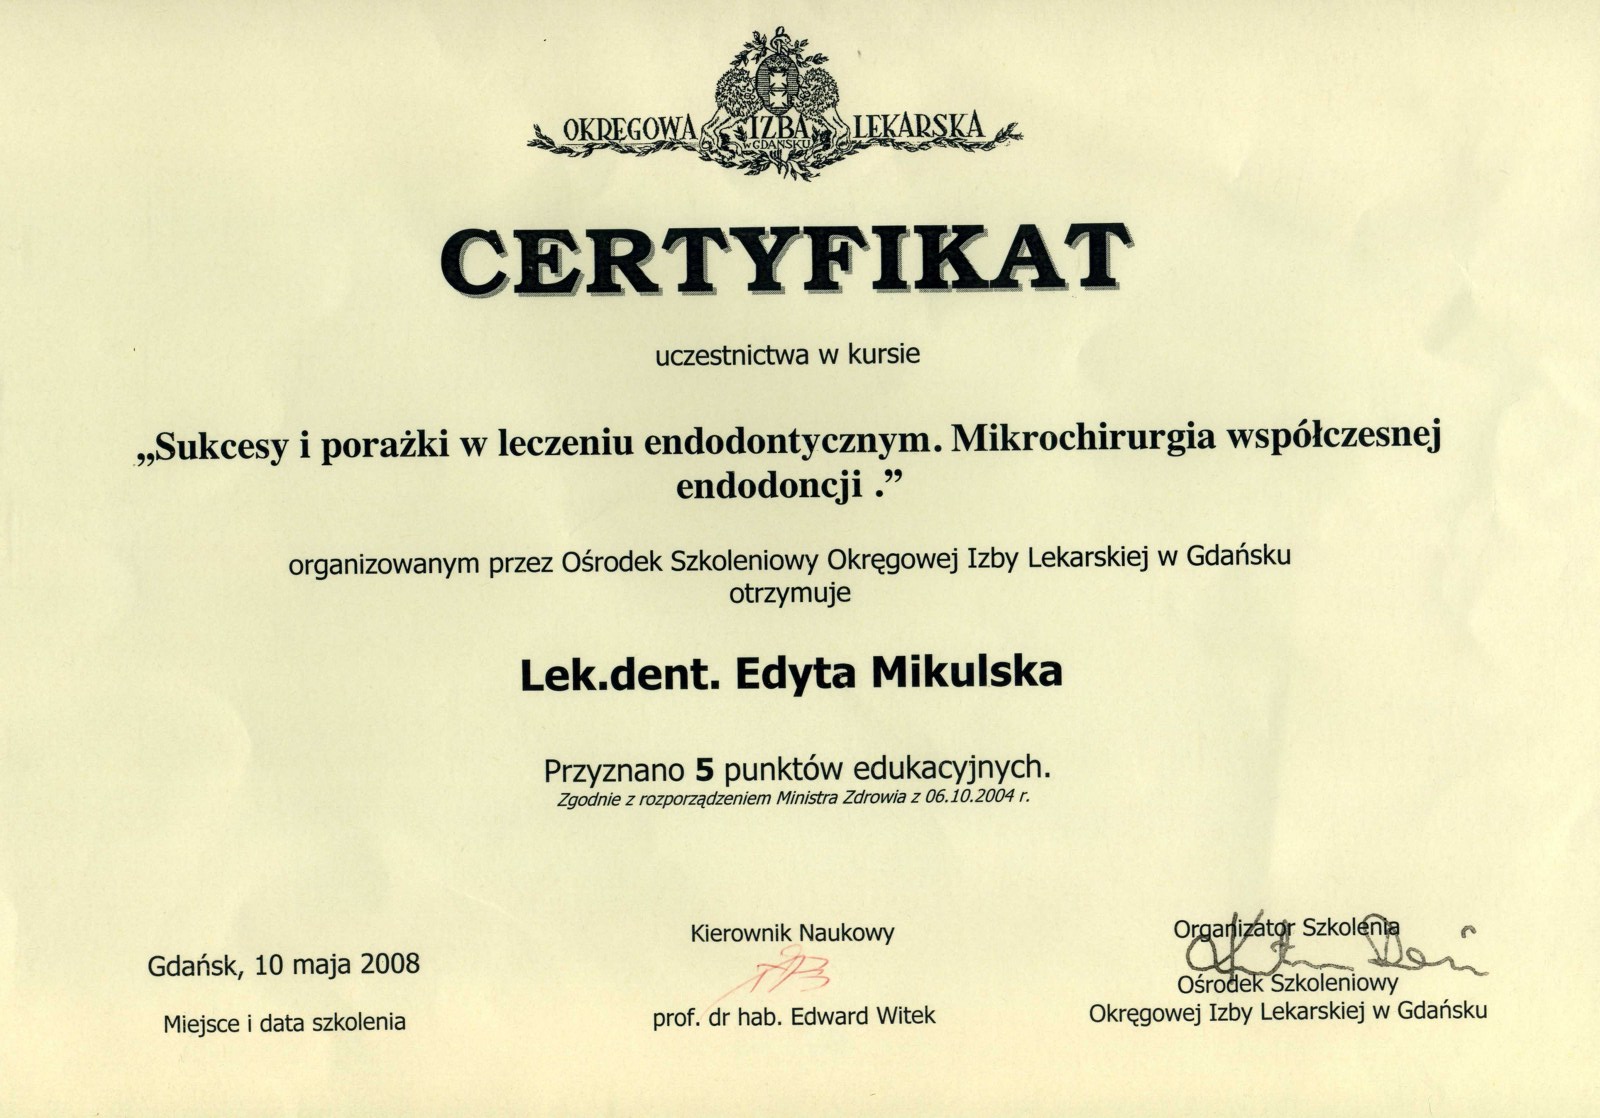 OKRĘGOWA IZBA LEKARSKA
W GDAŃSKU
CERTYFIKAT
uczestnictwa w kursie
„Sukcesy i porażki w leczeniu endodontycznym. Mikrochirurgia współczesnej
endodoncji .”
organizowanym przez Ośrodek Szkoleniowy Okręgowej Izby Lekarskiej w Gdańsku
otrzymuje
Lek.dent. Edyta Mikulska
Przyznano 5 punktów edukacyjnych.
Zgodnie z rozporządzeniem Ministra Zdrowia z 06.10.2004 r.
Gdańsk, 10 maja 2008
Miejsce i data szkolenia
Kierownik Naukowy
prof. dr hab. Edward Witek
Organizator Szkolenia
Ośrodek Szkoleniowy
Okręgowej Izby Lekarskiej w Gdańsku